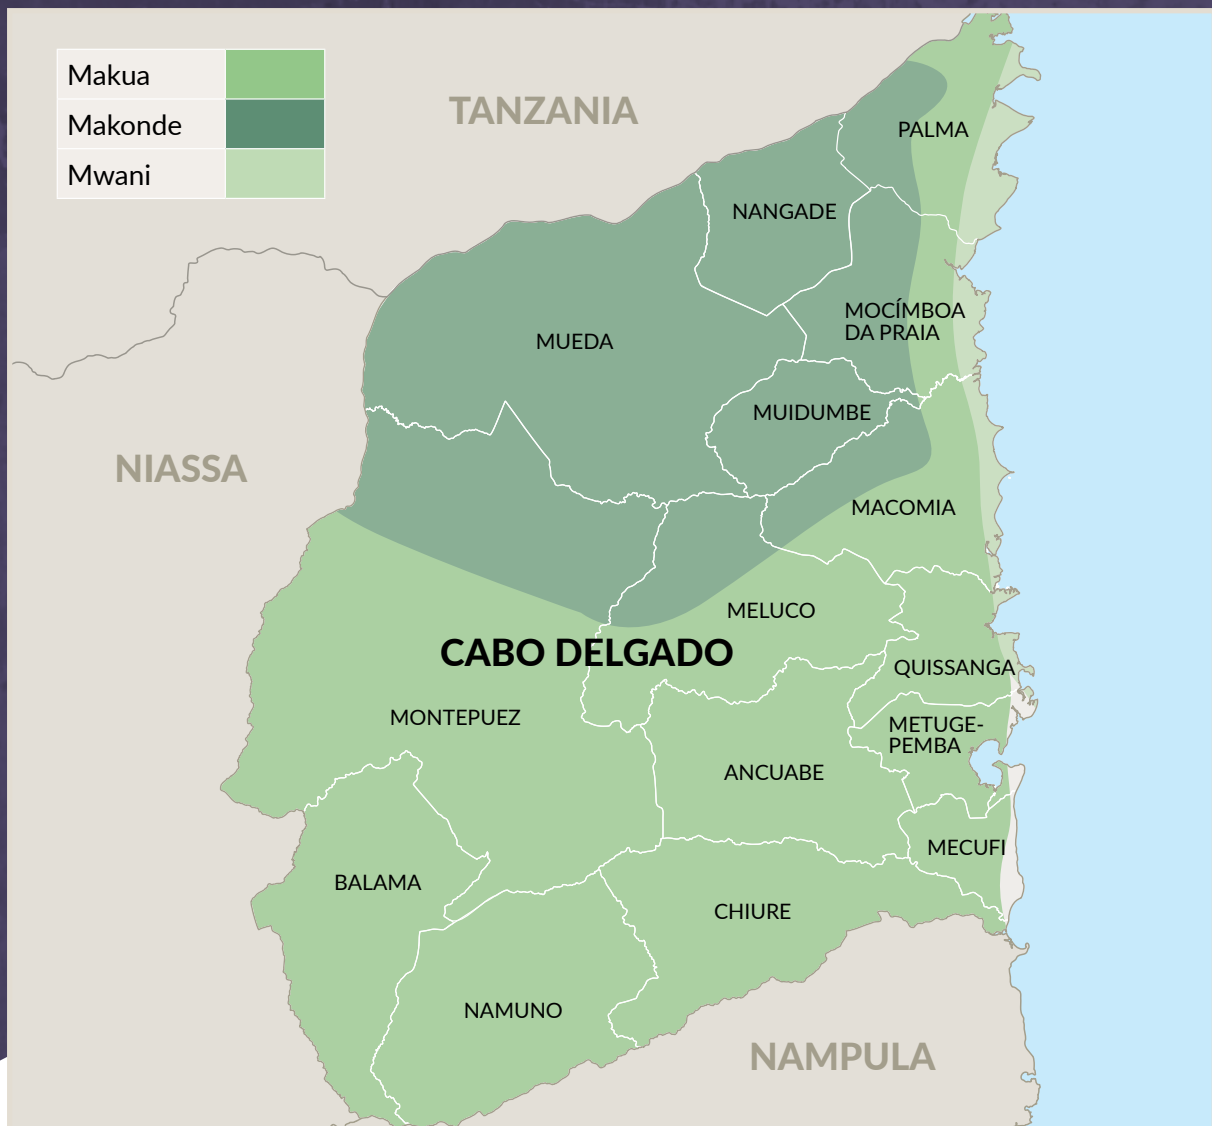 Makua
Makonde
Mwani
TANZANIA
PALMA
NANGADE
MOCÍMBOA
DA PRAIA
MUEDA
MUIDUMBE
NIASSA
MACOMIA
MELUCO
CABO DELGADO
QUISSANGA
MONTEPUEZ
METUGE-
PEMBA
ANCUABE
MECUFI
BALAMA
CHIURE
NAMUNO
NAMPULA